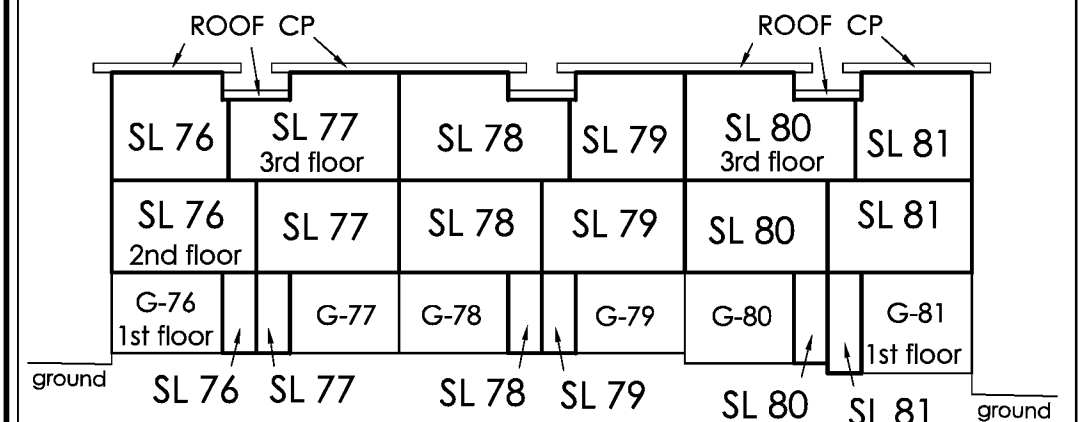 ROOF CP
ROOF CP
SL 76
SL 77
3rd floor
SL 78
SL 79
SL 80
3rd floor
SL 81
SL 76
2nd floor
SL 77
SL 78
SL 79
SL 80
SL 81
G-76
1st floor
G-77
G-78
G-79
G-80
G-81
1st floor
ground
SL 76
SL 77
SL 78
SL 79
SL 80
SL 81
ground